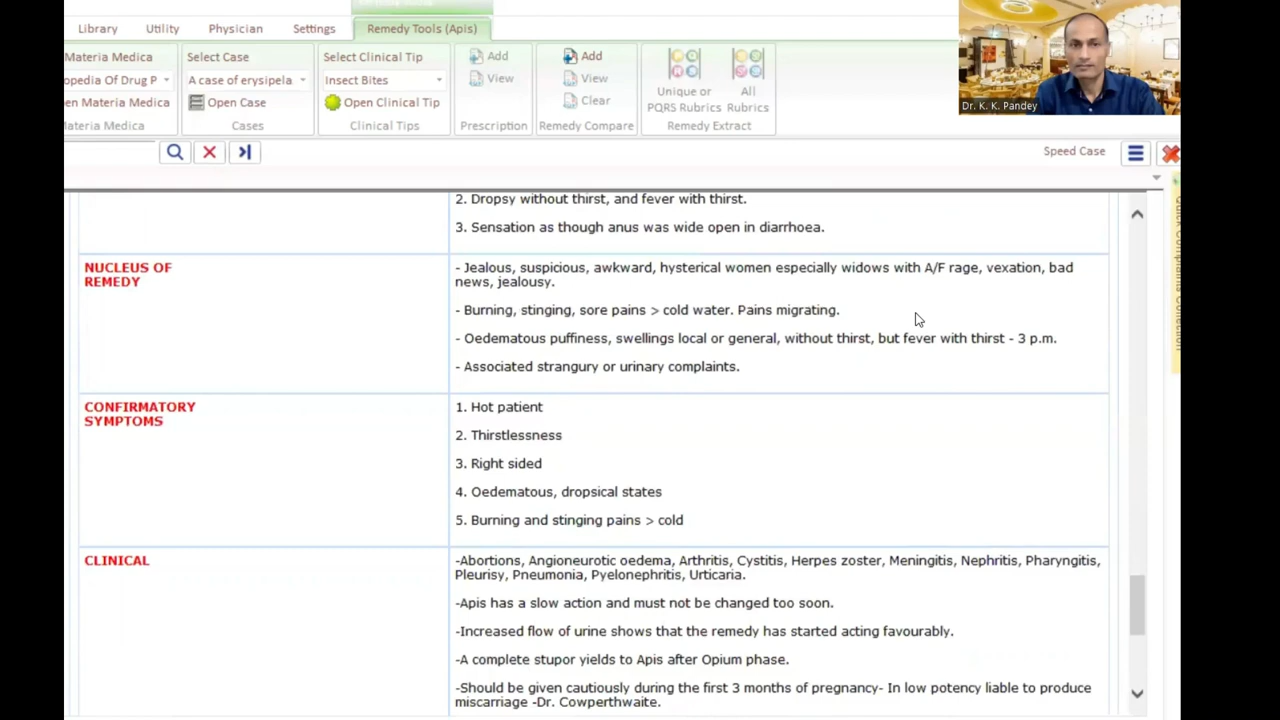 Library Utility Physician Settings Remedy Tools (Apis)
Materia Medica Select Case Select Clinical Tip Add Add
opedia Of Drug P A case of erysipela Insect Bites View View
en Materia Medica Open Case Open Clinical Tip Clear
Unique or PQRS Rubrics All Rubrics
ateria Medica Cases Clinical Tips Prescription Remedy Compare Remedy Extract
Dr. K. K. Pandey
Speed Case
2. Dropsy without thirst, and fever with thirst.
3. Sensation as though anus was wide open in diarrhoea.
NUCLEUS OF
REMEDY
- Jealous, suspicious, awkward, hysterical women especially widows with A/F rage, vexation, bad
news, jealousy.
- Burning, stinging, sore pains > cold water. Pains migrating.
- Oedematous puffiness, swellings local or general, without thirst, but fever with thirst - 3 p.m.
- Associated strangury or urinary complaints.
CONFIRMATORY
SYMPTOMS
1. Hot patient
2. Thirstlessness
3. Right sided
4. Oedematous, dropsical states
5. Burning and stinging pains > cold
CLINICAL
-Abortions, Angioneurotic oedema, Arthritis, Cystitis, Herpes zoster, Meningitis, Nephritis, Pharyngitis,
Pleurisy, Pneumonia, Pyelonephritis, Urticaria.
-Apis has a slow action and must not be changed too soon.
-Increased flow of urine shows that the remedy has started acting favourably.
-A complete stupor yields to Apis after Opium phase.
-Should be given cautiously during the first 3 months of pregnancy- In low potency liable to produce
miscarriage -Dr. Cowperthwaite.